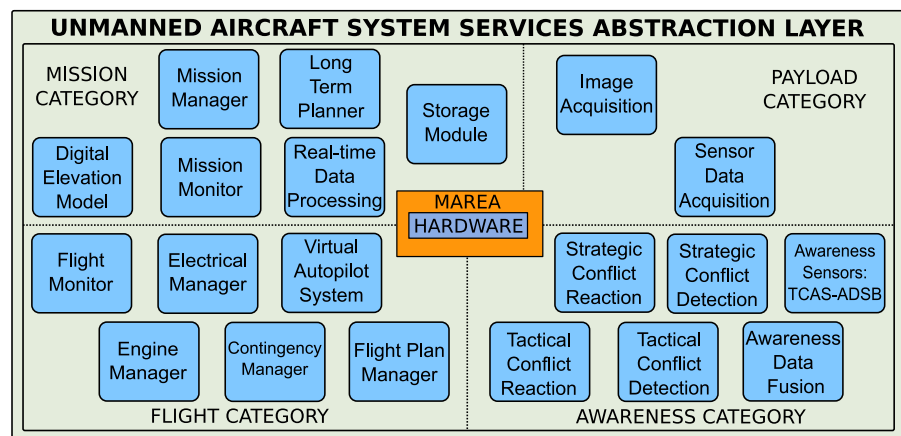 UNMANNED AIRCRAFT SYSTEM SERVICES ABSTRACTION LAYER
MISSION
CATEGORY
Mission
Manager
Long
Term
Planner
Storage
Module
Digital
Elevation
Model
Mission
Monitor
Real-time
Data
Processing
Image
Acquisition
PAYLOAD
CATEGORY
Sensor
Data
Acquisition
MAREA
HARDWARE
Flight
Monitor
Electrical
Manager
Virtual
Autopilot
System
Engine
Manager
Contingency
Manager
Flight Plan
Manager
FLIGHT CATEGORY
Strategic
Conflict
Reaction
Strategic
Conflict
Detection
Awareness
Sensors:
TCAS-ADSB
Tactical
Conflict
Reaction
Tactical
Conflict
Detection
Awareness
Data
Fusion
AWARENESS CATEGORY